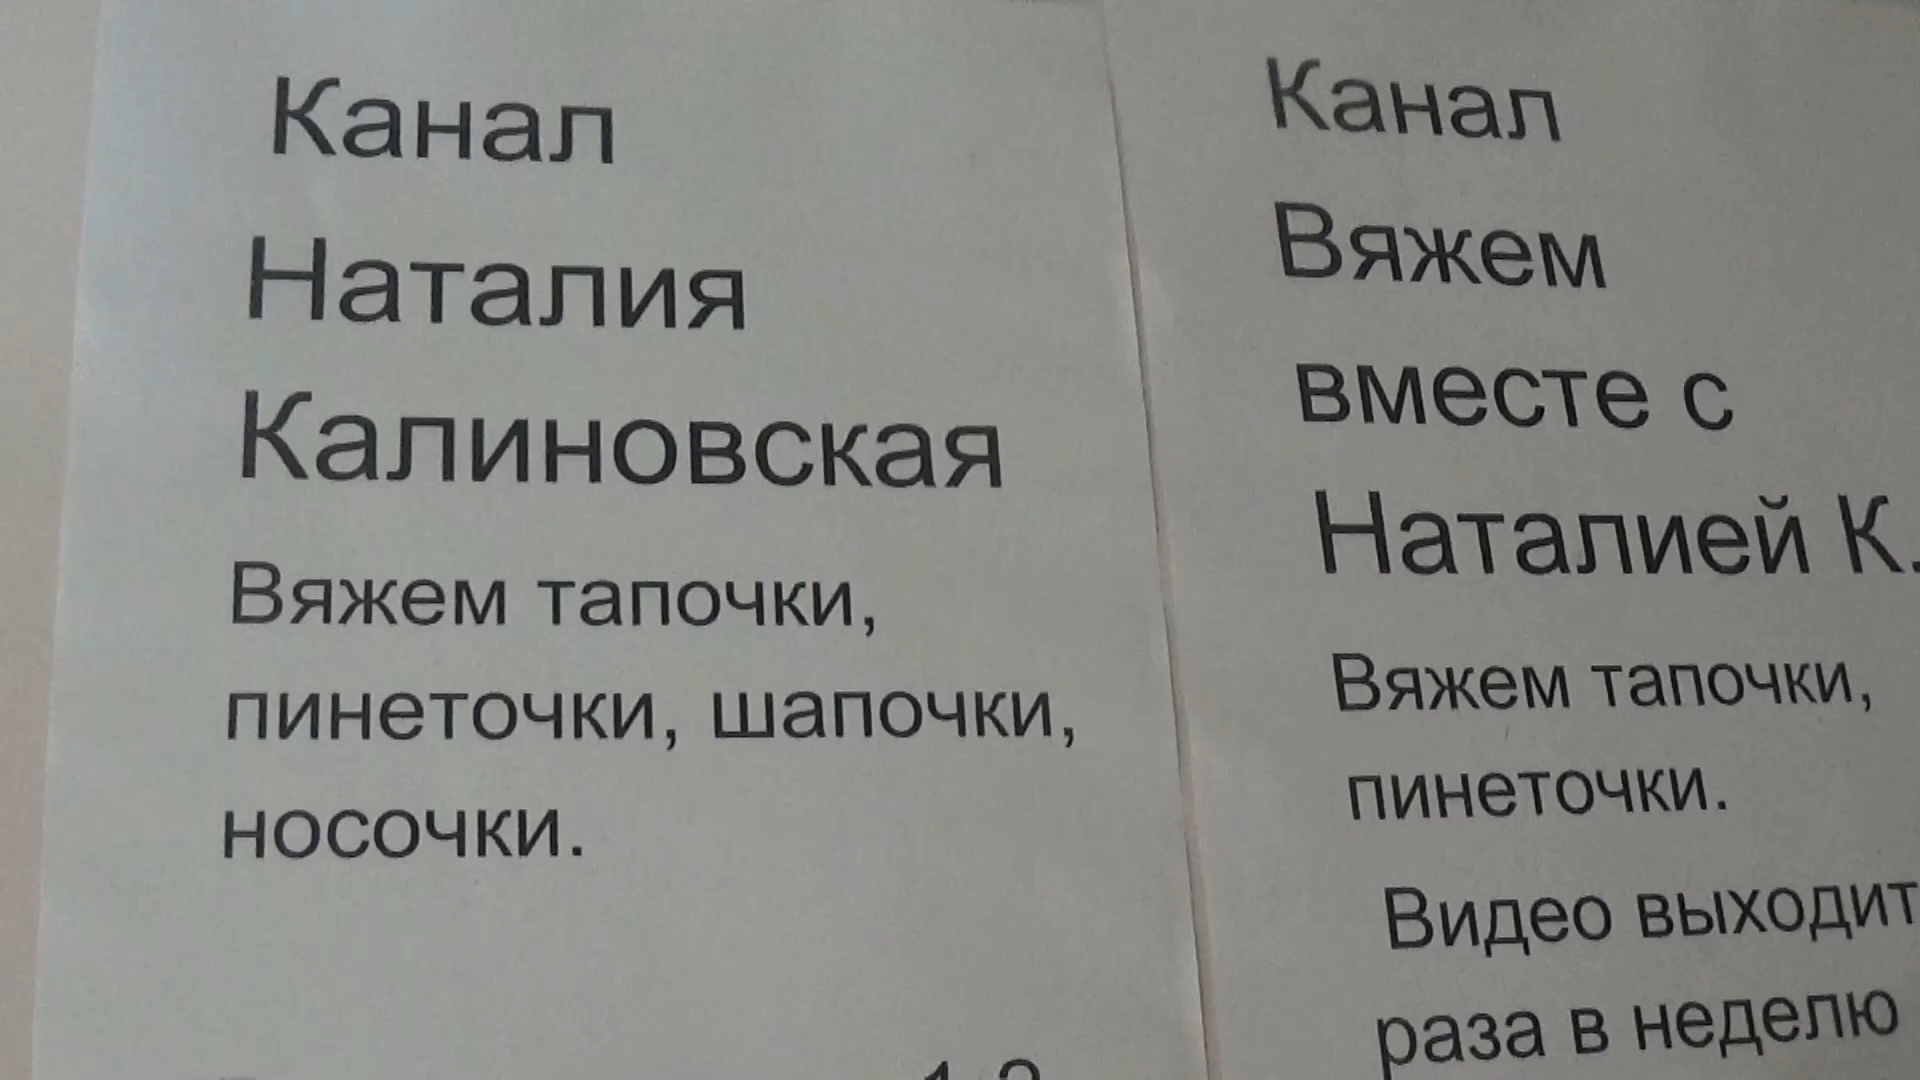 Канал
Наталия
Калиновская
Вяжем тапочки,
пинеточки, шапочки,
носочки.
Канал
Вяжем
вместе с
Наталией К.
Вяжем тапочки,
пинеточки.
Видео выходит
раза в неделю